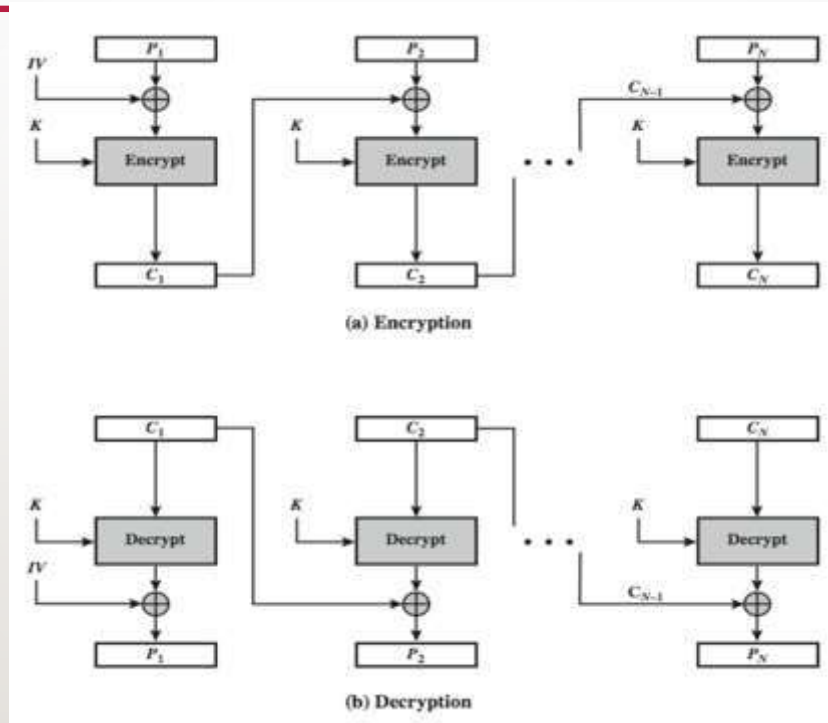 P1 P2 PN
IV
CN–1
K K K
Encrypt Encrypt • • • Encrypt
C1 C2 CN
(a) Encryption
C1 C2 CN
K K K
Decrypt Decrypt • • • Decrypt
IV
CN–1
P1 P2 PN
(b) Decryption